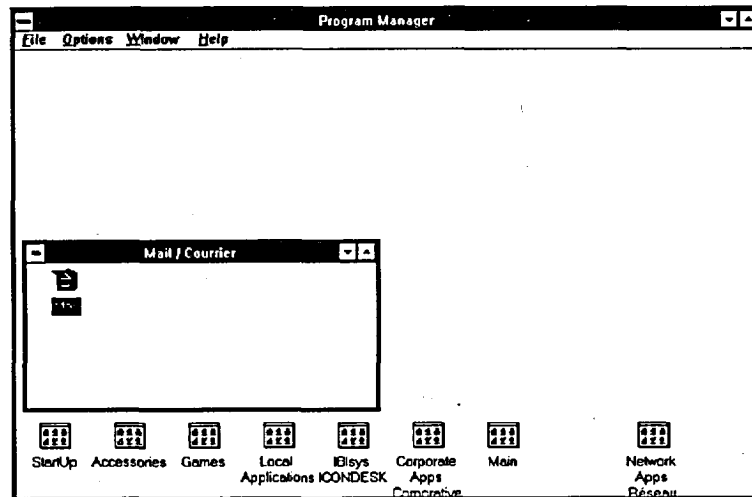 Program Manager
File Options Window Help
Mail / Courrier
StartUp Accessories Games Local Applications IBIsys ICONDESK Corporate Apps Main Network Apps Réseau